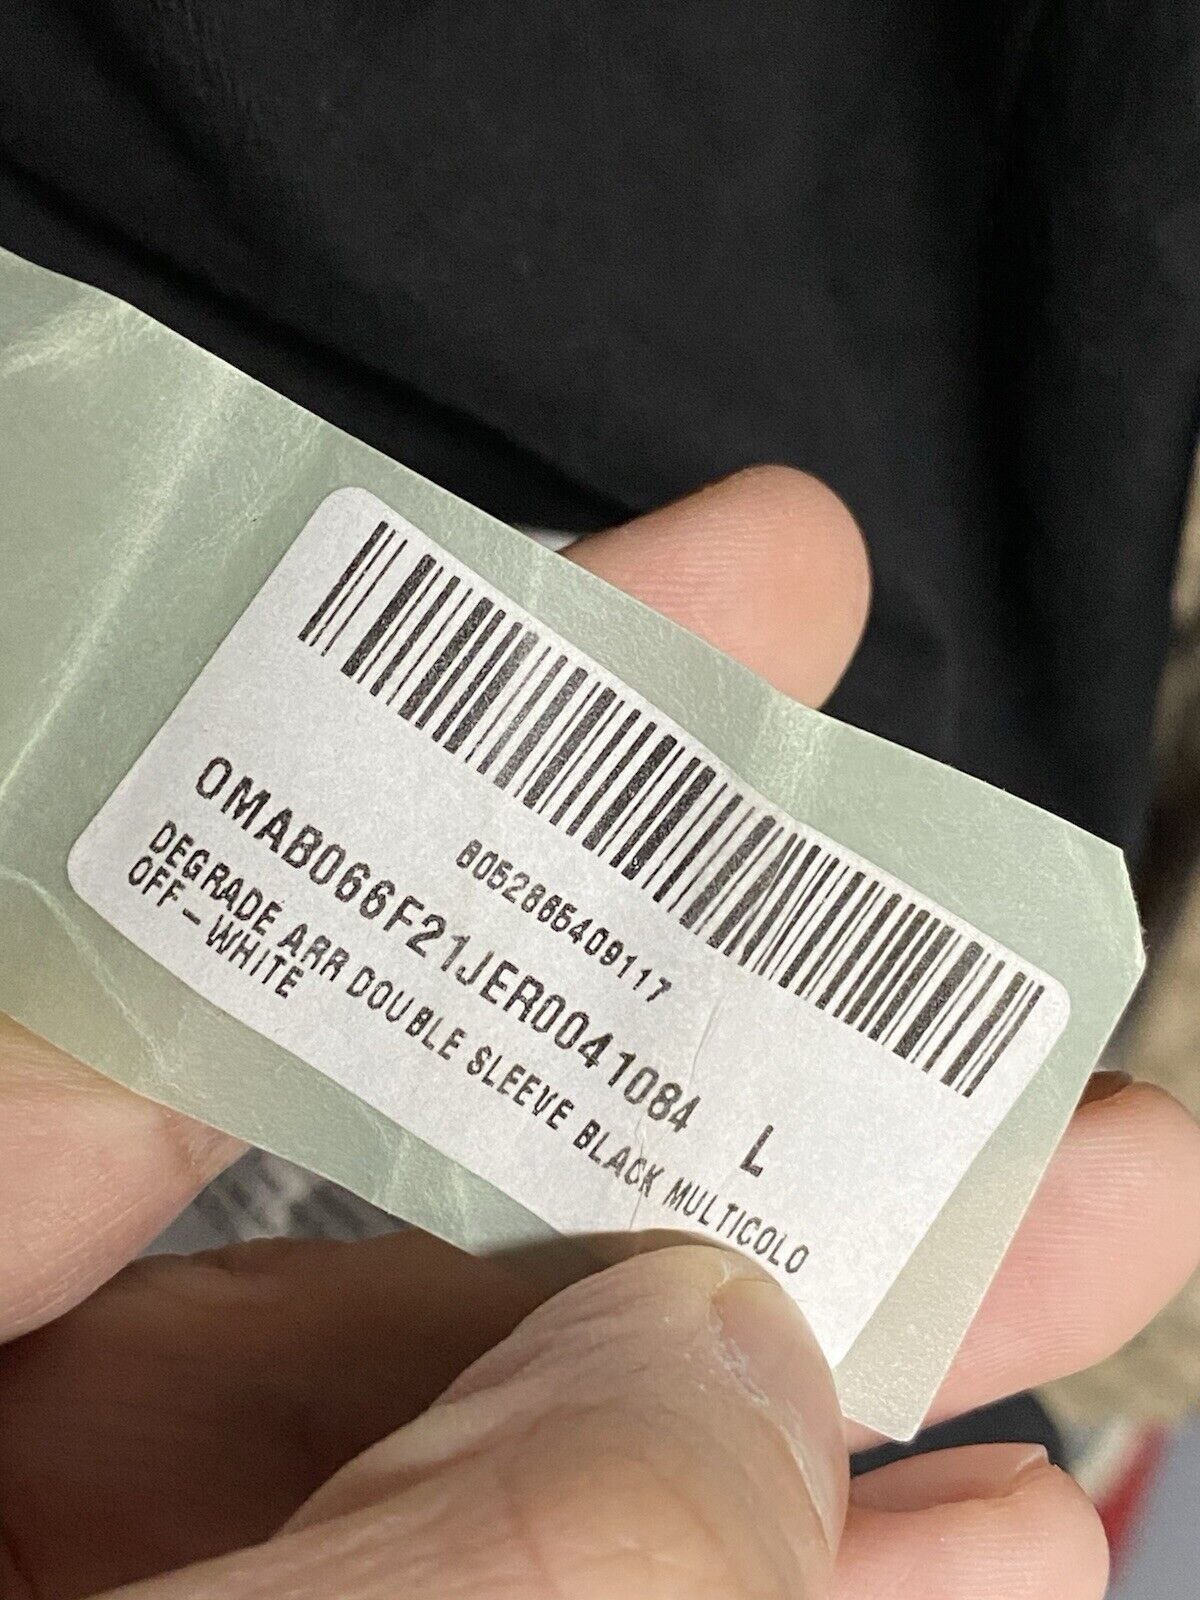 8052865409117
OMAB066F21JER0041084 L
DEGRADE ARR DOUBLE SLEEVE BLACK MULTICOLO
OFF-WHITE